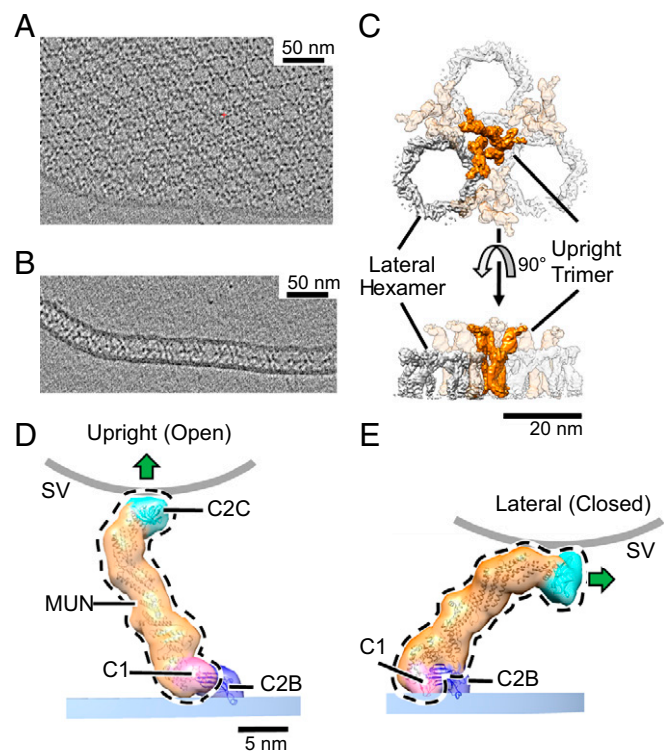 A
50 nm
B
50 nm
C
Lateral
Hexamer
90°
Upright
Trimer
20 nm
D
Upright (Open)
SV
C2C
MUN
C1
C2B
5 nm
E
Lateral (Closed)
SV
C1
C2B